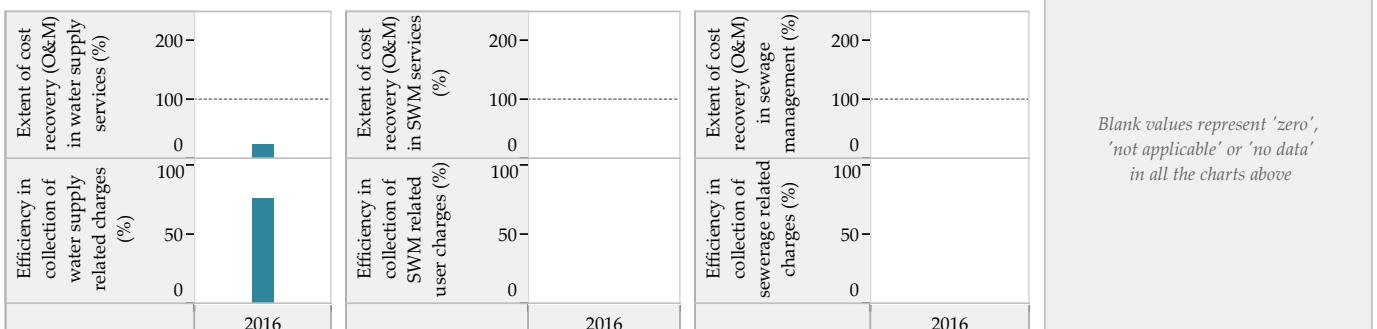 Extent of cost
recovery (O&M)
in water supply
services (%)
200
100
0
Efficiency in
collection of
water supply
related charges
(%)
100
50
0
2016
Extent of cost
recovery (O&M)
in SWM services
(%)
200
100
0
Efficiency in
collection of
SWM related
user charges (%)
100
50
0
2016
Extent of cost
recovery (O&M)
in sewage
management (%)
200
100
0
Efficiency in
collection of
sewerage related
charges (%)
100
50
0
2016
Blank values represent 'zero',
'not applicable' or 'no data'
in all the charts above